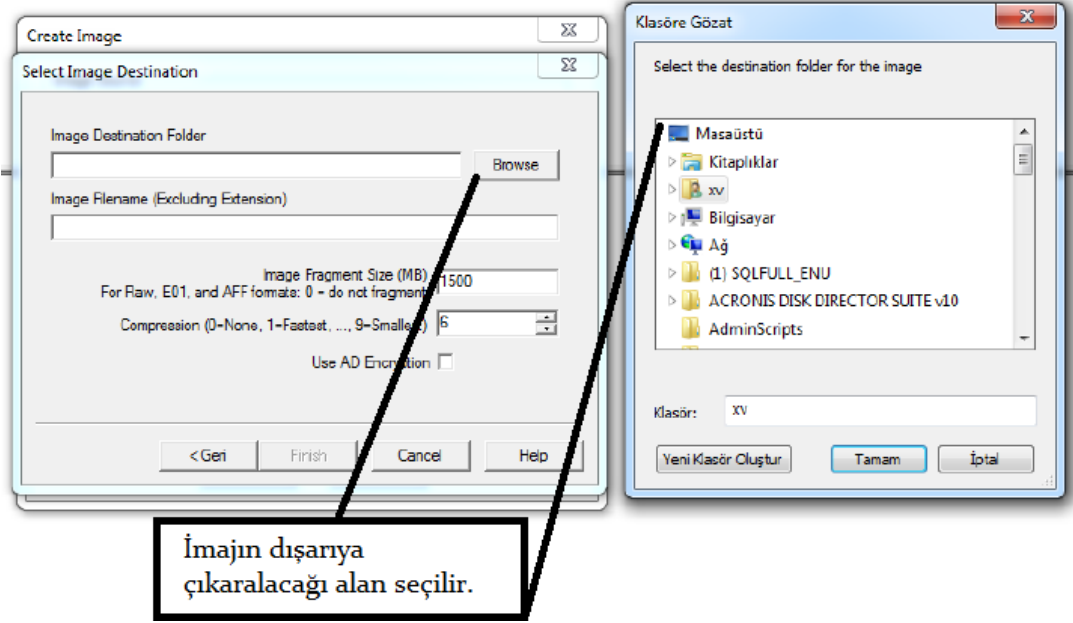 Create Image
Select Image Destination
Image Destination Folder
Browse
Image Filename (Excluding Extension)
Image Fragment Size (MB)
For Raw, E01, and AFF formats: 0 = do not fragment
1500
Compression (0=None, 1=Fastest, ..., 9=Smallest)
6
Use AD Encryption
< Geri
Finish
Cancel
Help
Klasöre Gözat
Select the destination folder for the image
Masaüstü
Kitaplıklar
xv
Bilgisayar
Ağ
(1) SQLFULL_ENU
ACRONIS DISK DIRECTOR SUITE v10
AdminScripts
Klasör:
xv
Yeni Klasör Oluştur
Tamam
İptal
İmajın dışarıya
çıkaralacağı alan seçilir.